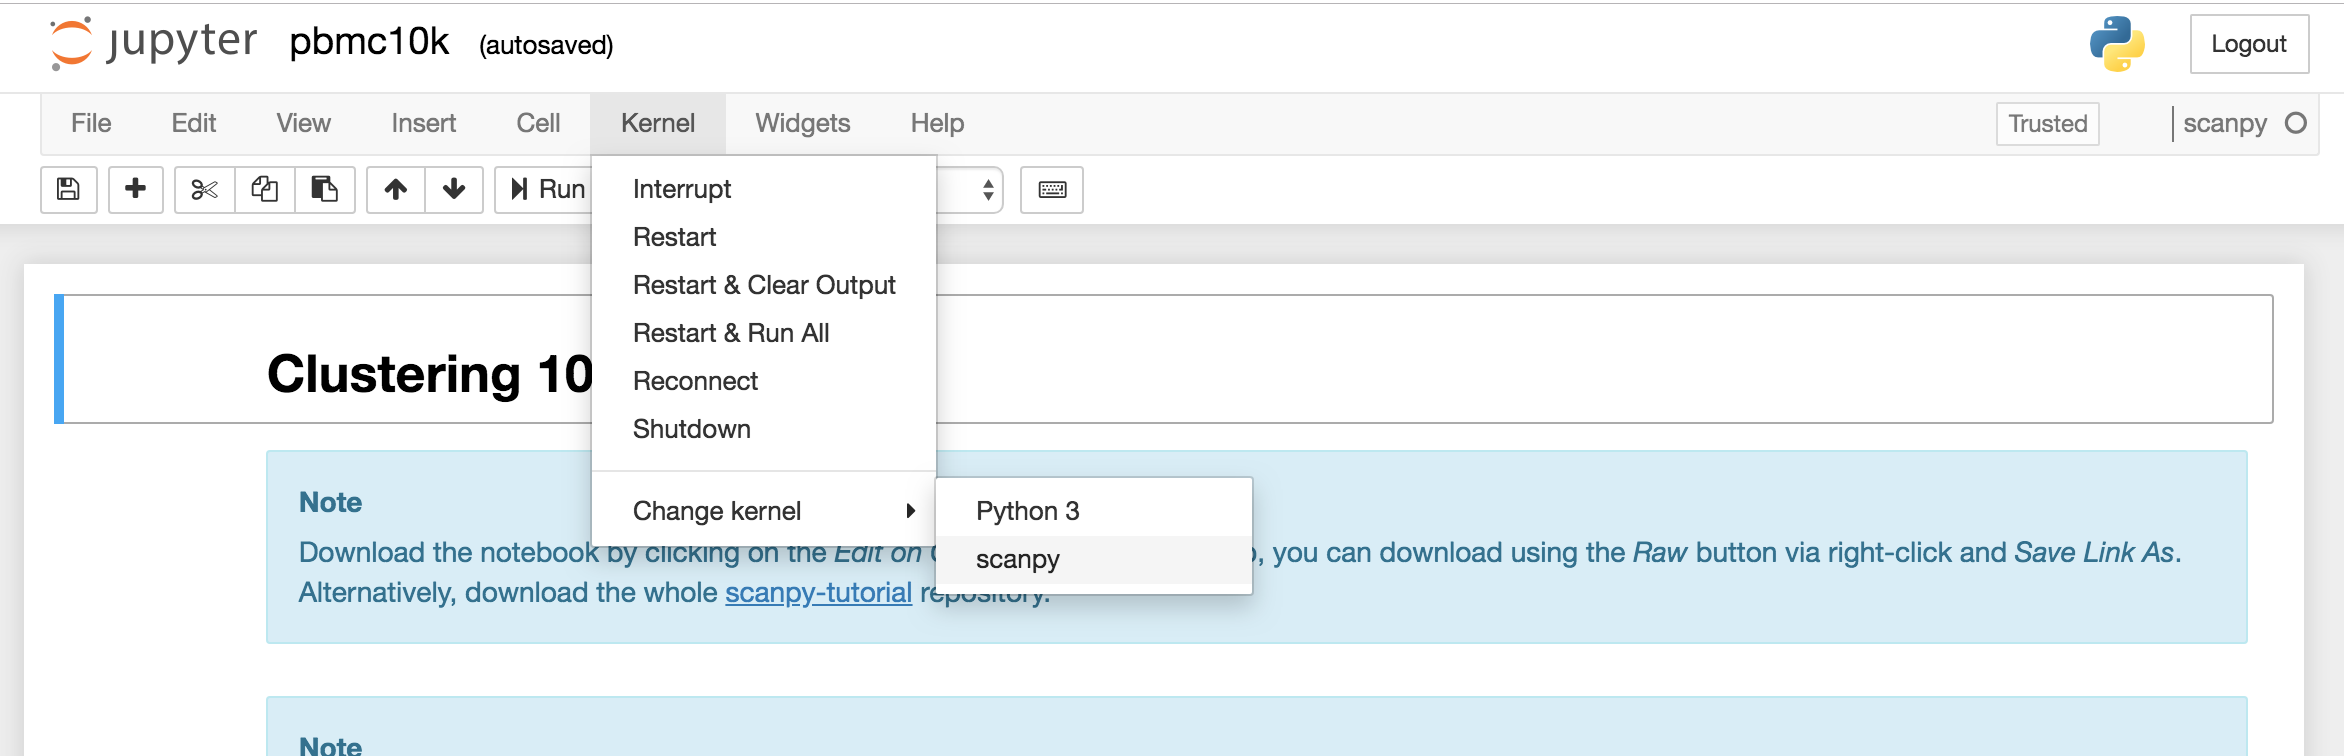 jupyter pbmc10k (autosaved) Logout
File Edit View Insert Cell Kernel Widgets Help Trusted scanpy
Run
Interrupt
Restart
Restart & Clear Output
Restart & Run All
Reconnect
Shutdown
Change kernel
Python 3
scanpy
Clustering 10
Note
Download the notebook by clicking on the Edit on , you can download using the Raw button via right-click and Save Link As.
Alternatively, download the whole scanpy-tutorial repository.
Note